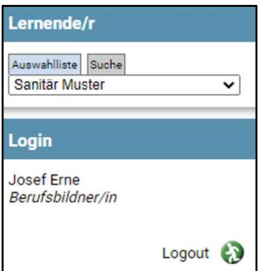 Lernende/r
Auswahlliste Suche
Sanitär Muster
Login
Josef Erne
Berufsbildner/in
Logout